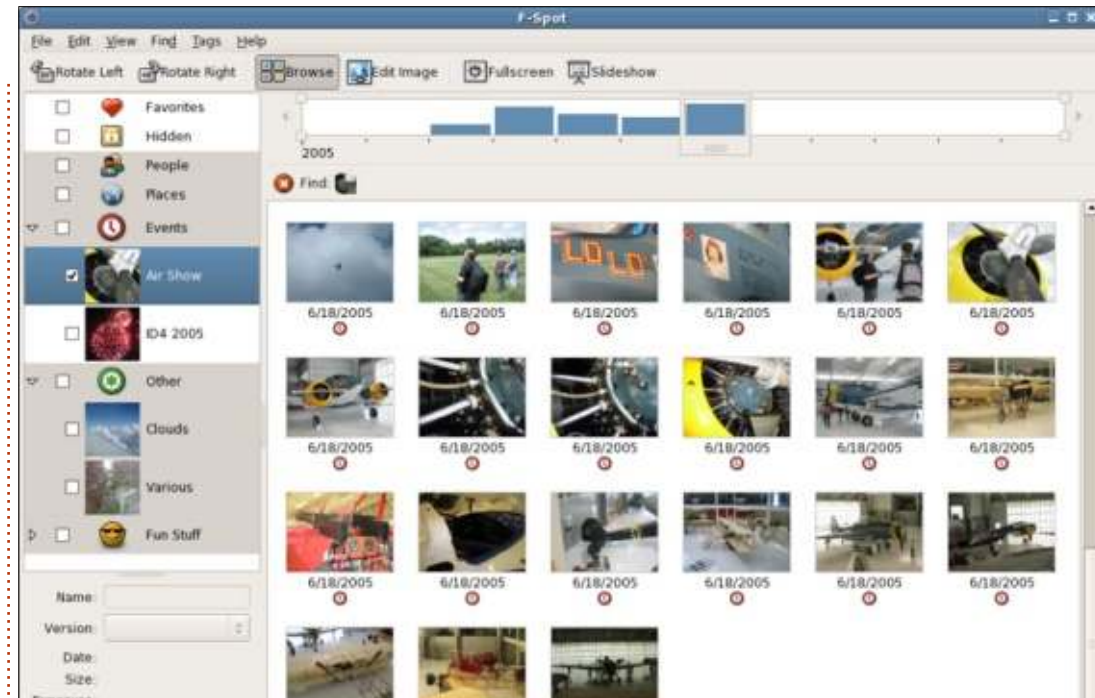 F-Spot
File Edit View Find Tags Help
Rotate Left Rotate Right Browse Edit Image Fullscreen Slideshow
Favorites
Hidden
People
Places
Events
Air Show
ID4 2005
Other
Clouds
Various
Fun Stuff
Name:
Version:
Date:
Size:
2005
Find:
LO LO
6/18/2005 6/18/2005 6/18/2005 6/18/2005 6/18/2005 6/18/2005
6/18/2005 6/18/2005 6/18/2005 6/18/2005 6/18/2005 6/18/2005
6/18/2005 6/18/2005 6/18/2005 6/18/2005 6/18/2005 6/18/2005